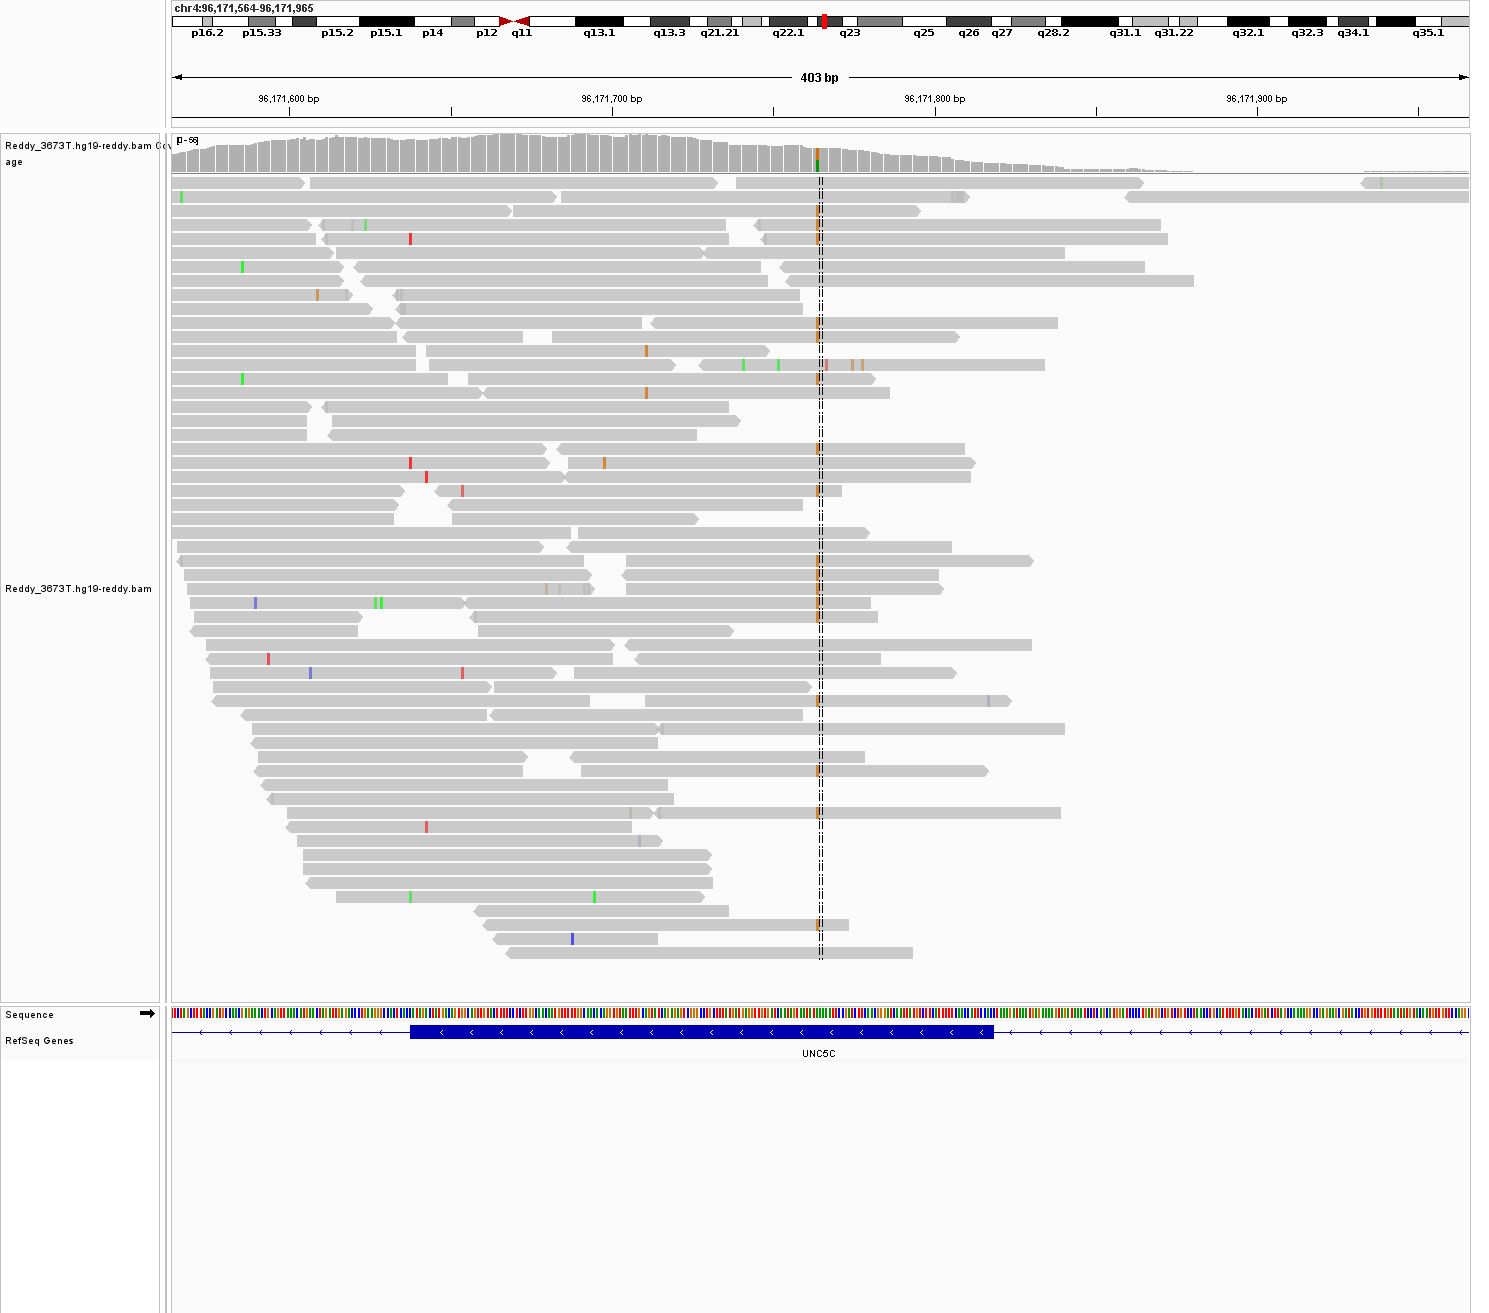 chr4:96,171,564-96,171,965
p16.2 p15.33 p15.2 p15.1 p14 p12 q11 q13.1 q13.3 q21.21 q22.1 q23 q25 q26 q27 q28.2 q31.1 q31.22 q32.1 q32.3 q34.1 q35.1
403 bp
96,171,600 bp 96,171,700 bp 96,171,800 bp 96,171,900 bp
Reddy_3673T.hg19-reddy.bam Cov
age
Reddy_3673T.hg19-reddy.bam
Sequence
RefSeq Genes
UNC5C